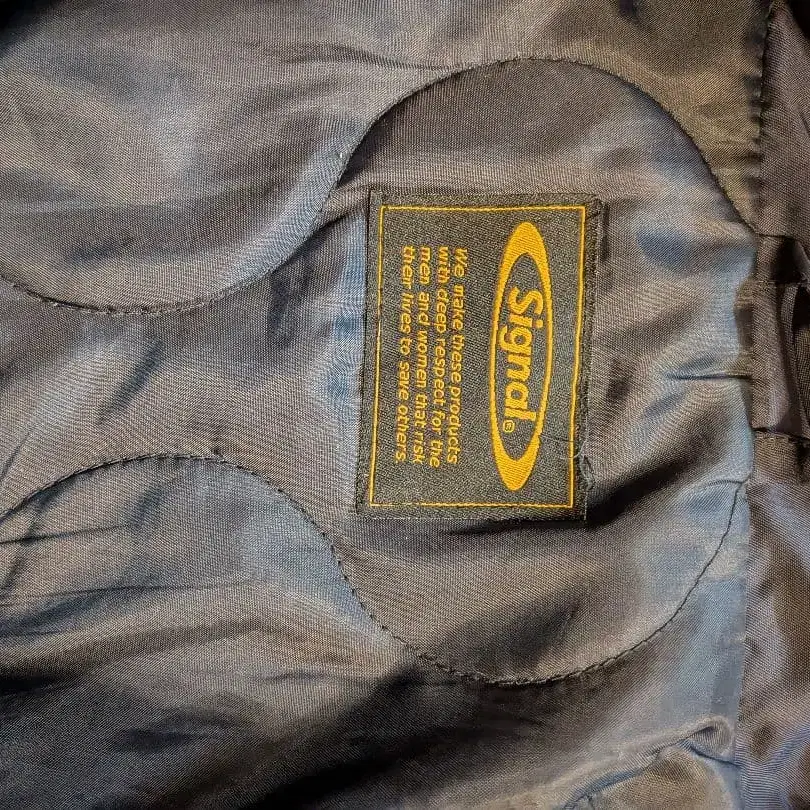 Signal®
We make these products
with deep respect for the
men and women that risk
their lives to save others.